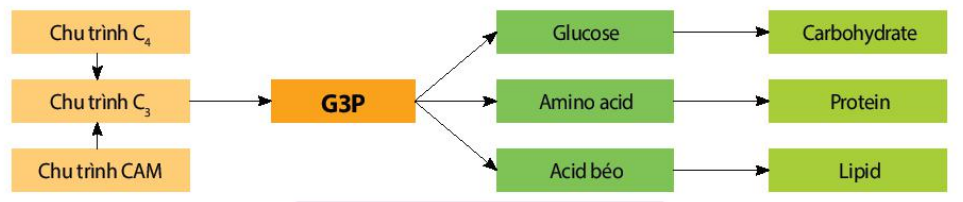 Chu trình C₄
Glucose
Carbohydrate
Chu trình C₃
G3P
Amino acid
Protein
Chu trình CAM
Acid béo
Lipid